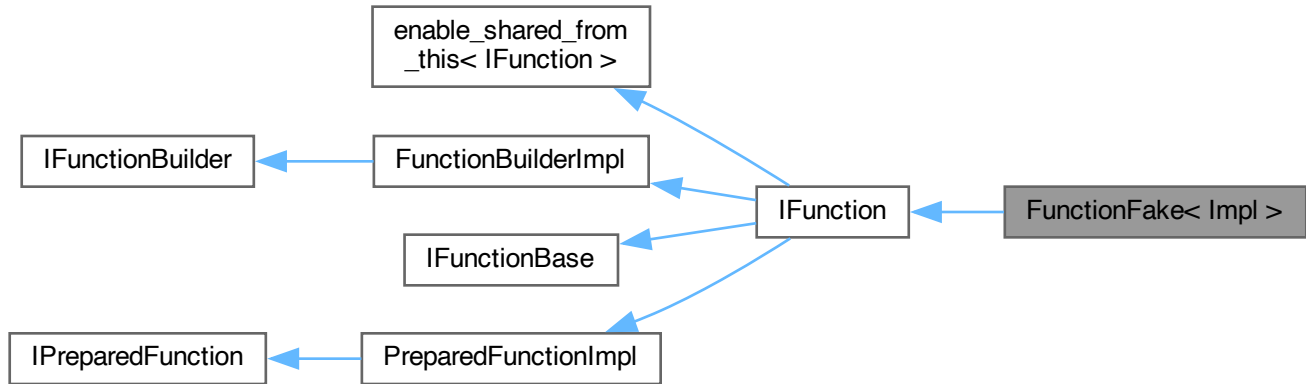 enable_shared_from
_this< IFunction >
IFunctionBuilder
FunctionBuilderImpl
IFunction
FunctionFake< Impl >
IFunctionBase
IPreparedFunction
PreparedFunctionImpl